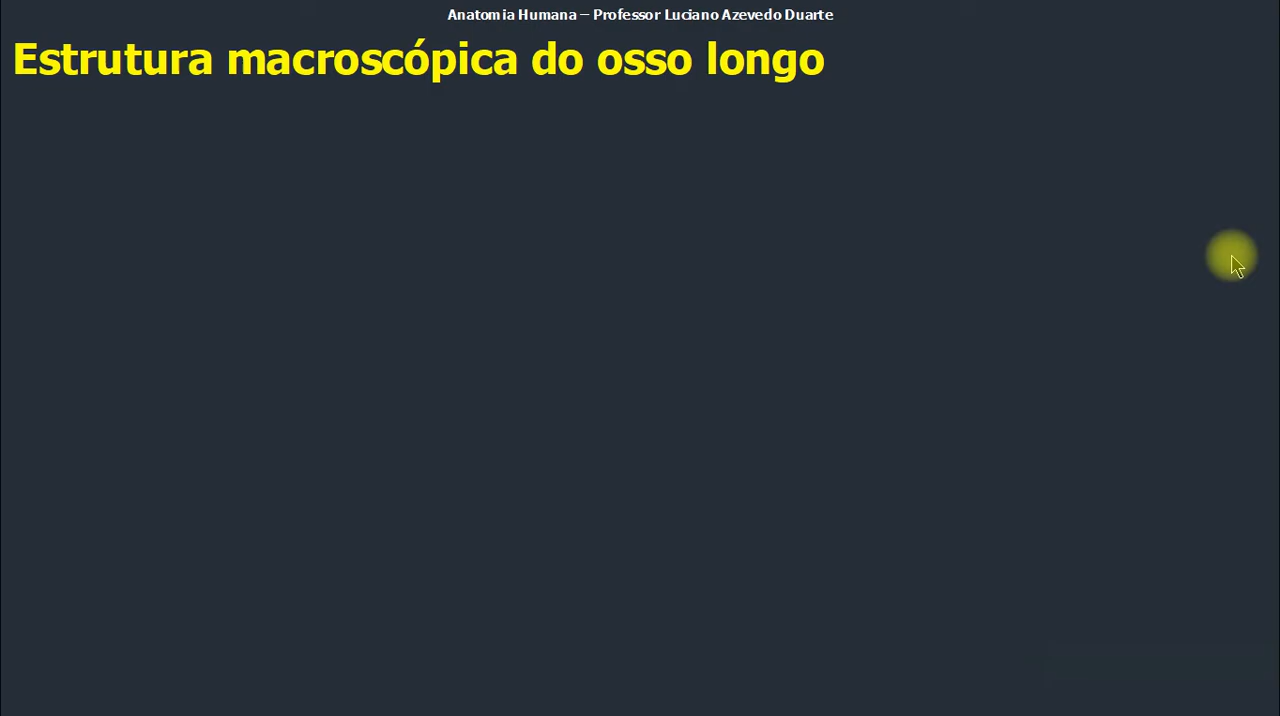 Anatomia Humana – Professor Luciano Azevedo Duarte
Estrutura macroscópica do osso longo